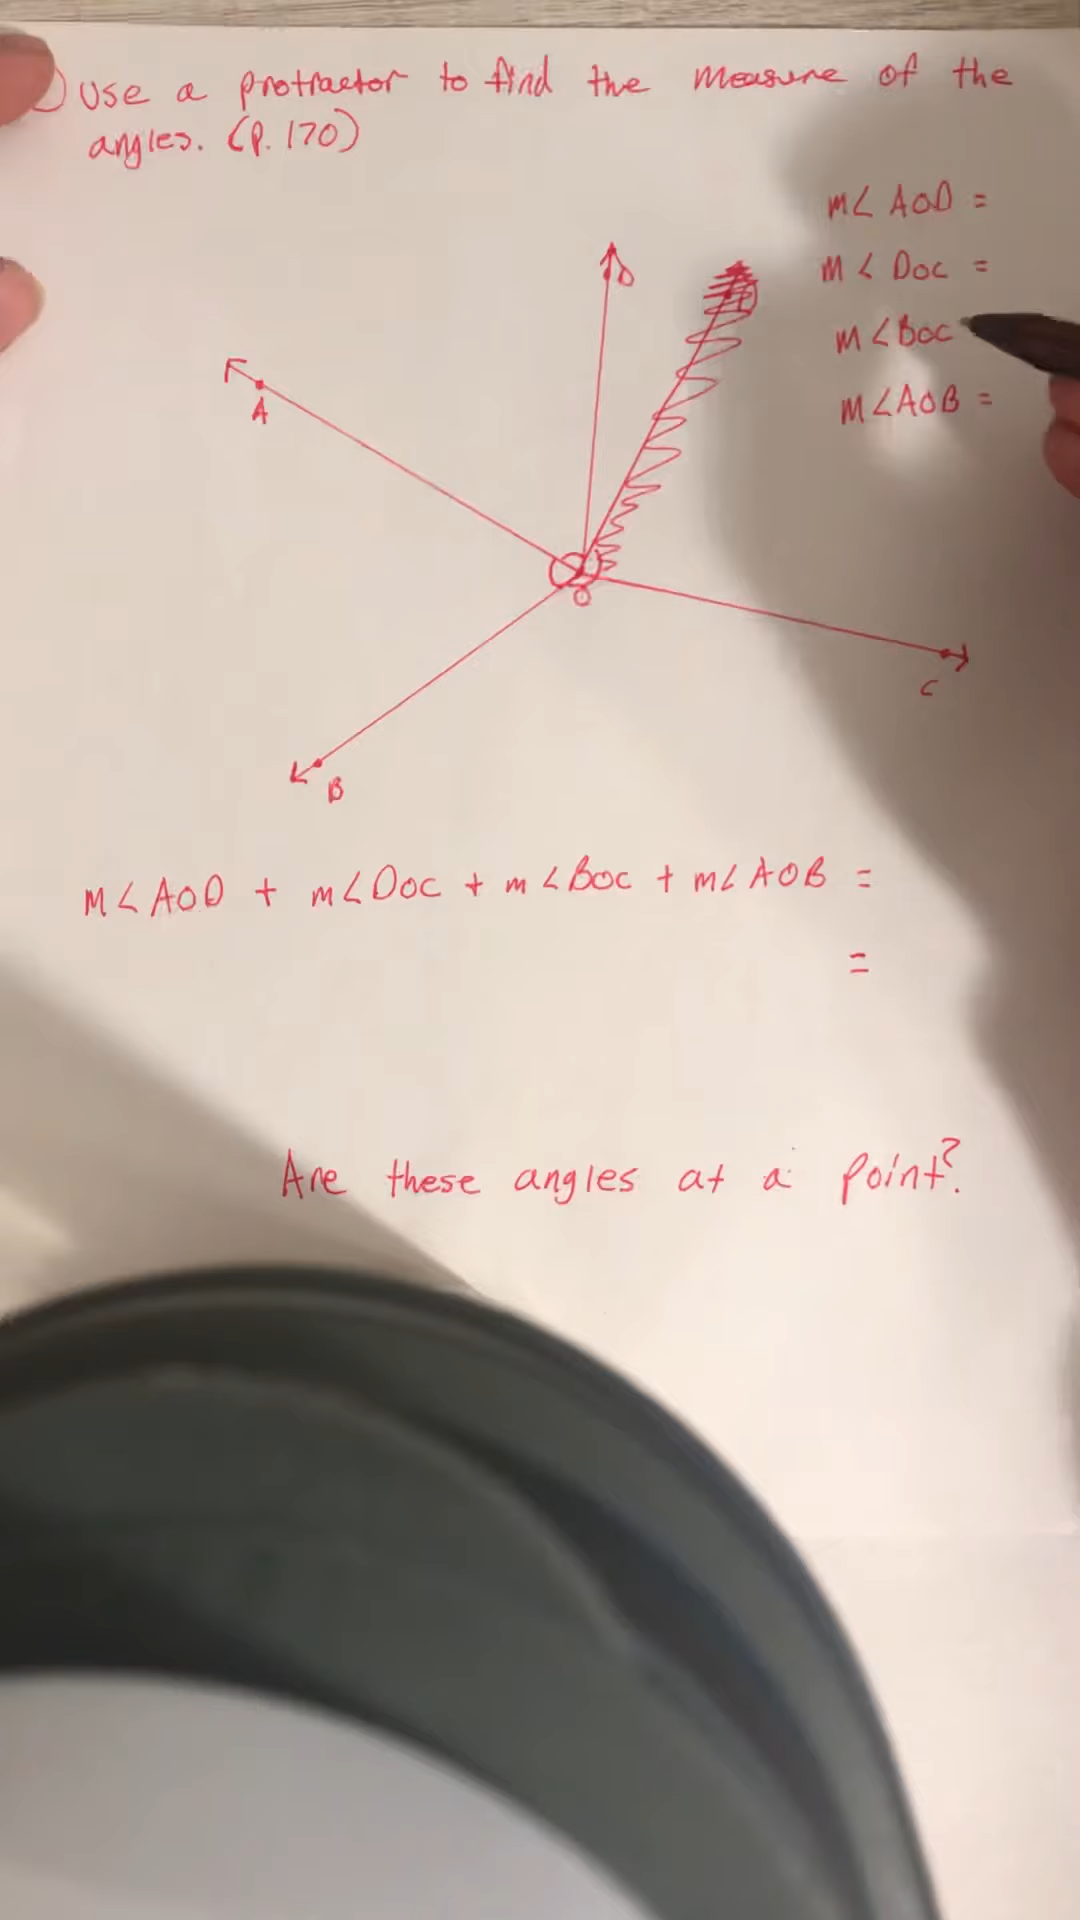 Use a protractor to find the measure of the
angles. (P. 170)
m∠ AOD =
m∠ DOC =
m∠BOC
m∠AOB =
D
A
O
C
B
m∠AOD + m∠DOC + m∠BOC + m∠AOB =
=
Are these angles at a point?